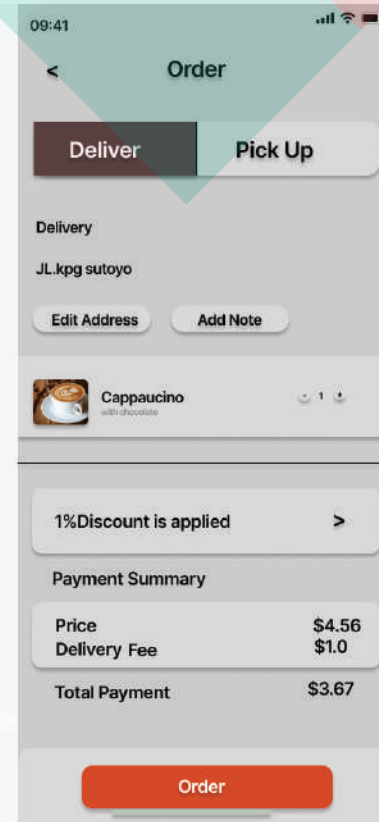 09:41
<
Order
Deliver
Pick Up
Delivery
JL.kpg sutoyo
Edit Address
Add Note
Cappaucino
- 1 +
with chocolate
1%Discount is applied >
Payment Summary
Price $4.56
Delivery Fee $1.0
Total Payment $3.67
Order